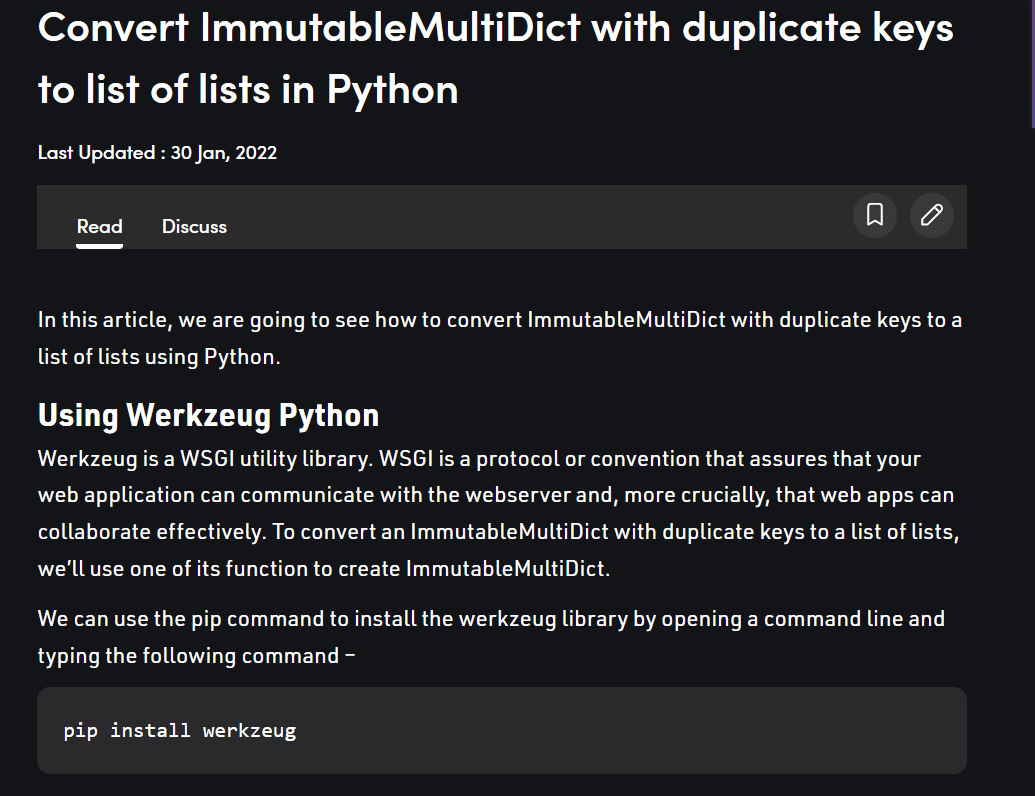 Convert ImmutableMultiDict with duplicate keys
to list of lists in Python
Last Updated : 30 Jan, 2022
Read Discuss
In this article, we are going to see how to convert ImmutableMultiDict with duplicate keys to a
list of lists using Python.
Using Werkzeug Python
Werkzeug is a WSGI utility library. WSGI is a protocol or convention that assures that your
web application can communicate with the webserver and, more crucially, that web apps can
collaborate effectively. To convert an ImmutableMultiDict with duplicate keys to a list of lists,
we’ll use one of its function to create ImmutableMultiDict.
We can use the pip command to install the werkzeug library by opening a command line and
typing the following command –
pip install werkzeug